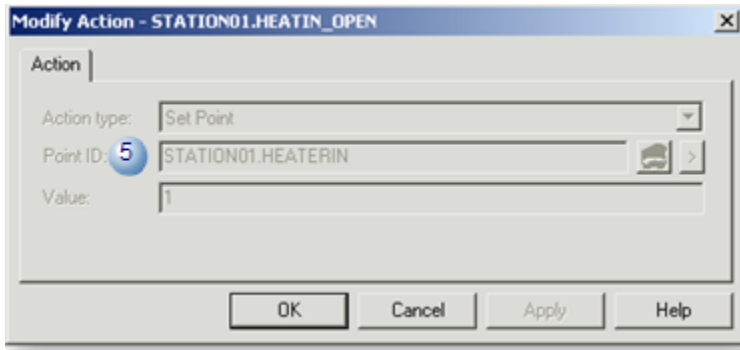 Modify Action - STATION01.HEATIN_OPEN
Action
Action type: Set Point
Point ID: 5 STATION01.HEATERIN >
Value: 1
OK Cancel Apply Help